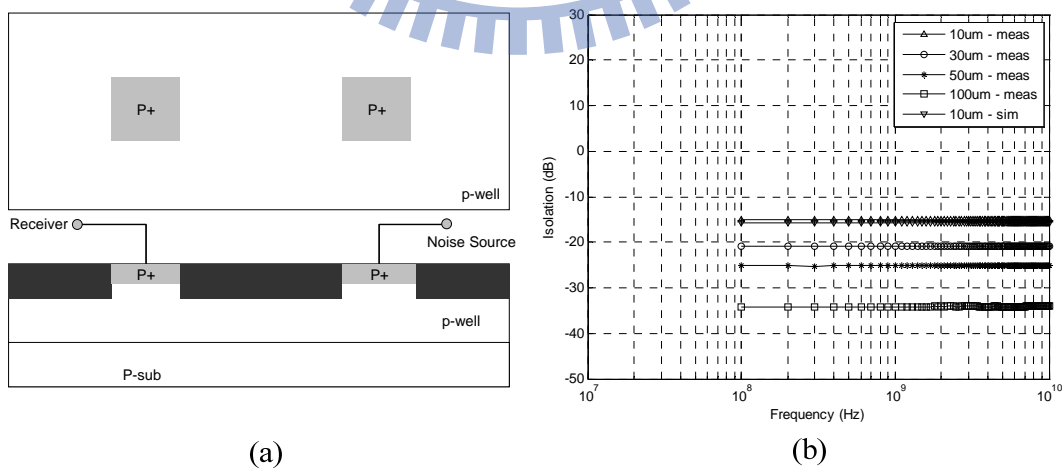 P+ P+
p-well
Receiver
Noise Source
P+ P+
p-well
P-sub
(a)
30
20
10
0
-10
-20
-30
-40
-50
Isolation (dB)
10um - meas
30um - meas
50um - meas
100um - meas
10um - sim
10^7 10^8 10^9 10^10
Frequency (Hz)
(b)